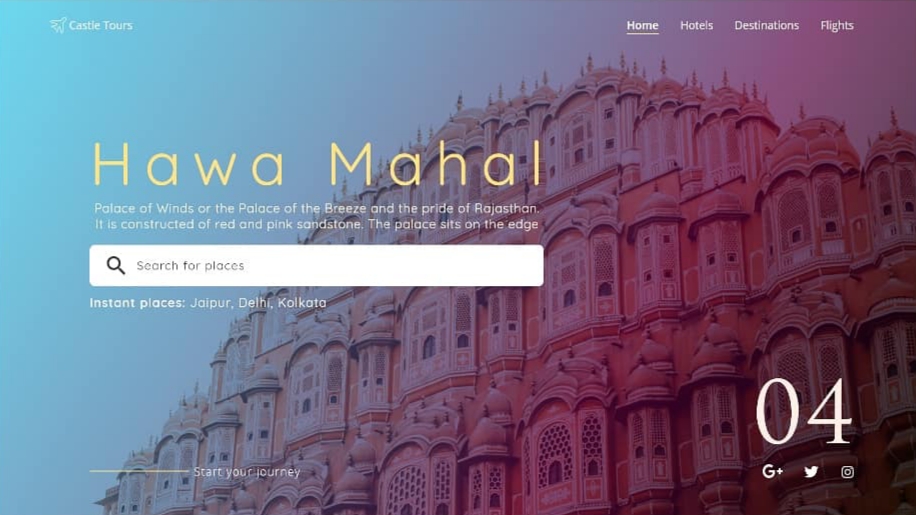 Castle Tours
Home Hotels Destinations Flights
Hawa Mahal
Palace of Winds or the Palace of the Breeze and the pride of Rajasthan.
It is constructed of red and pink sandstone. The palace sits on the edge
Search for places
Instant places: Jaipur, Delhi, Kolkata
04
Start your journey
G+